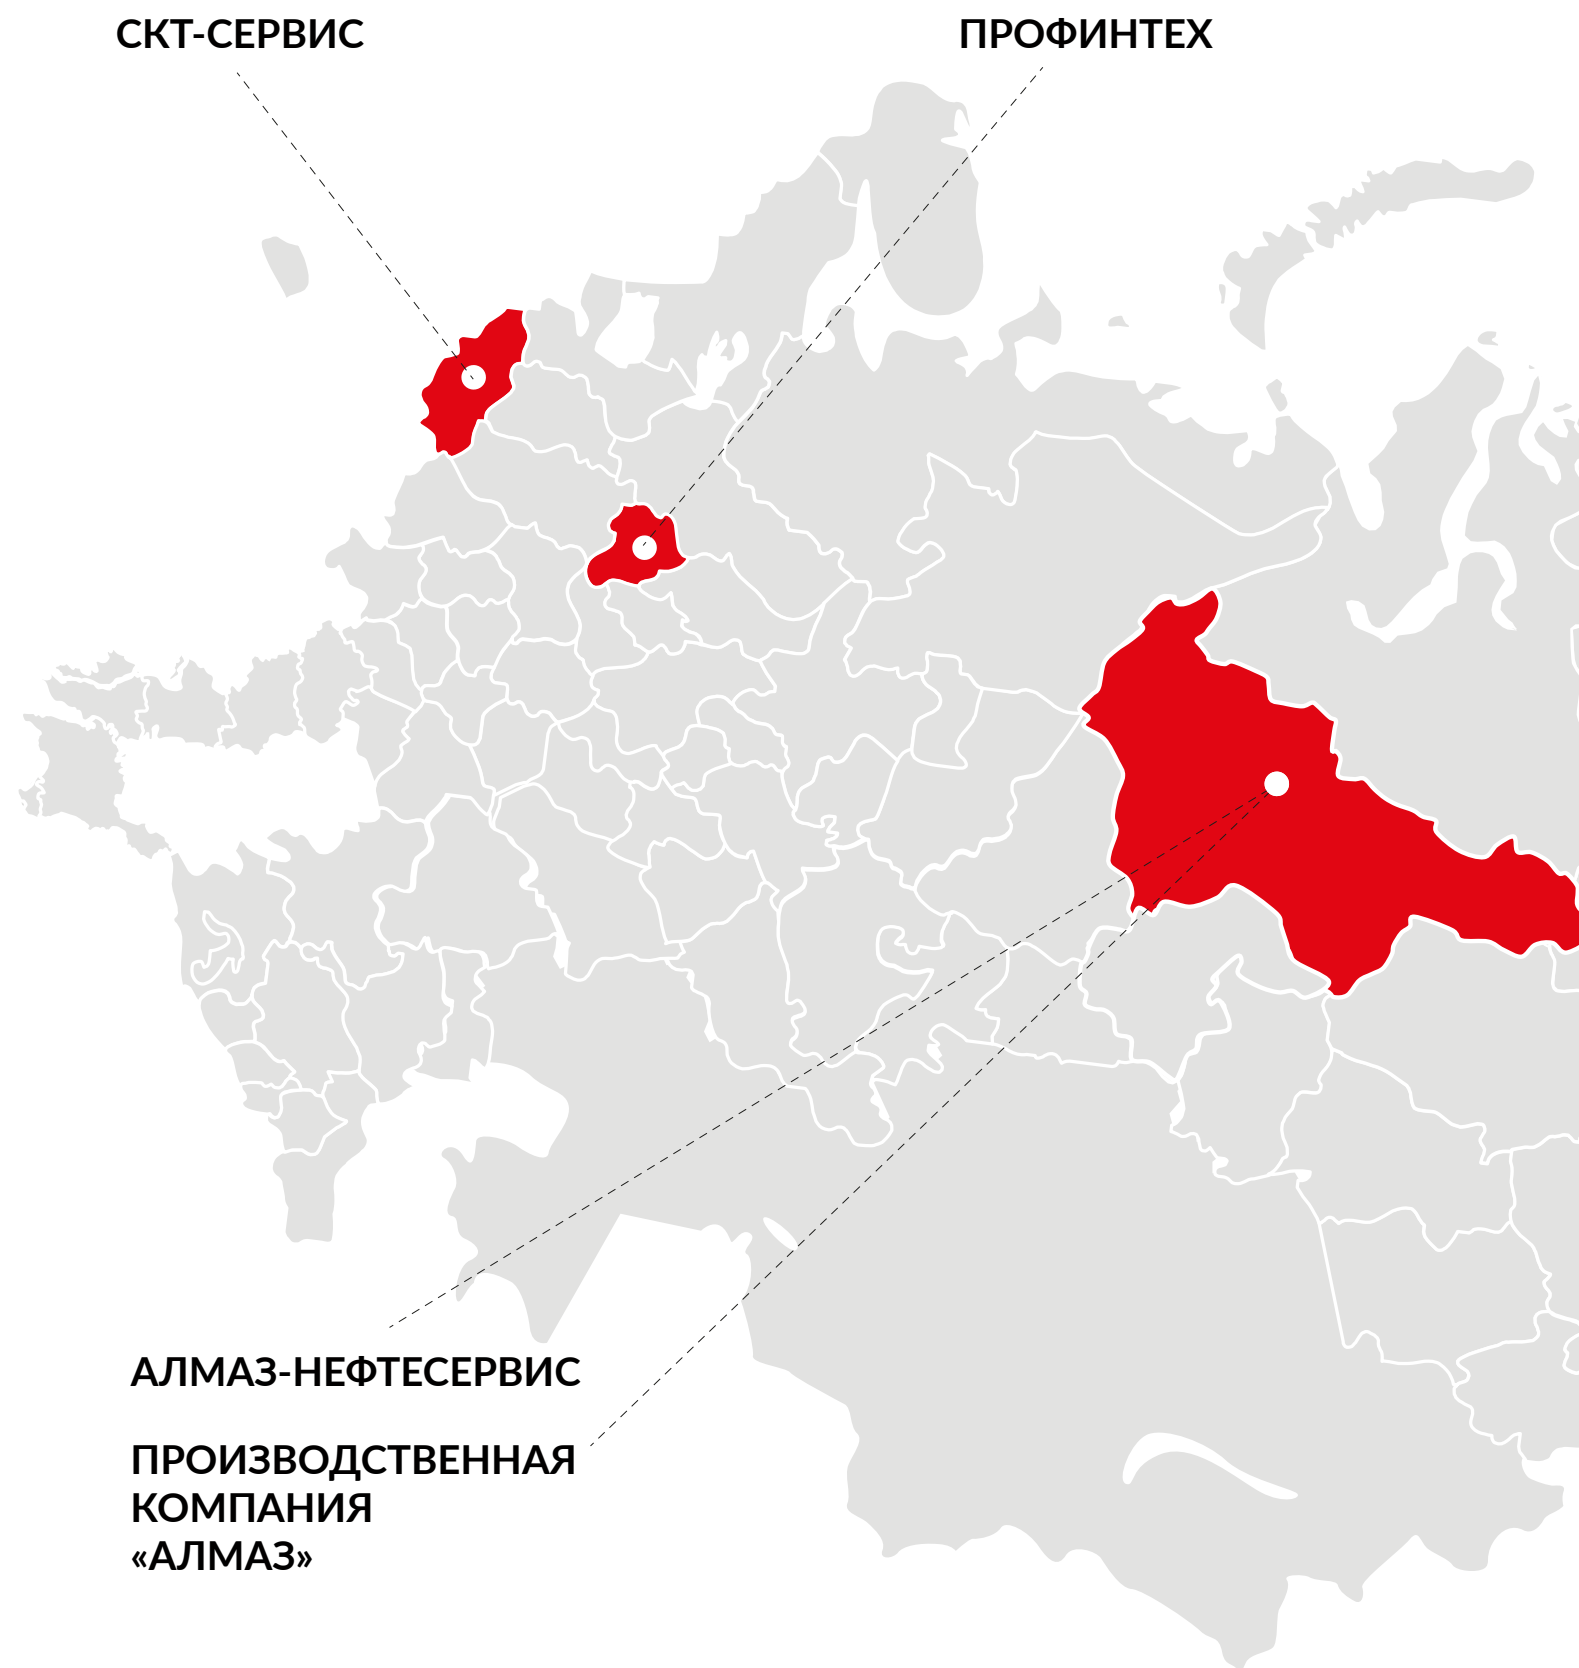 СКТ-СЕРВИС
ПРОФИНТЕХ
АЛМАЗ-НЕФТЕСЕРВИС
ПРОИЗВОДСТВЕННАЯ
КОМПАНИЯ
«АЛМАЗ»